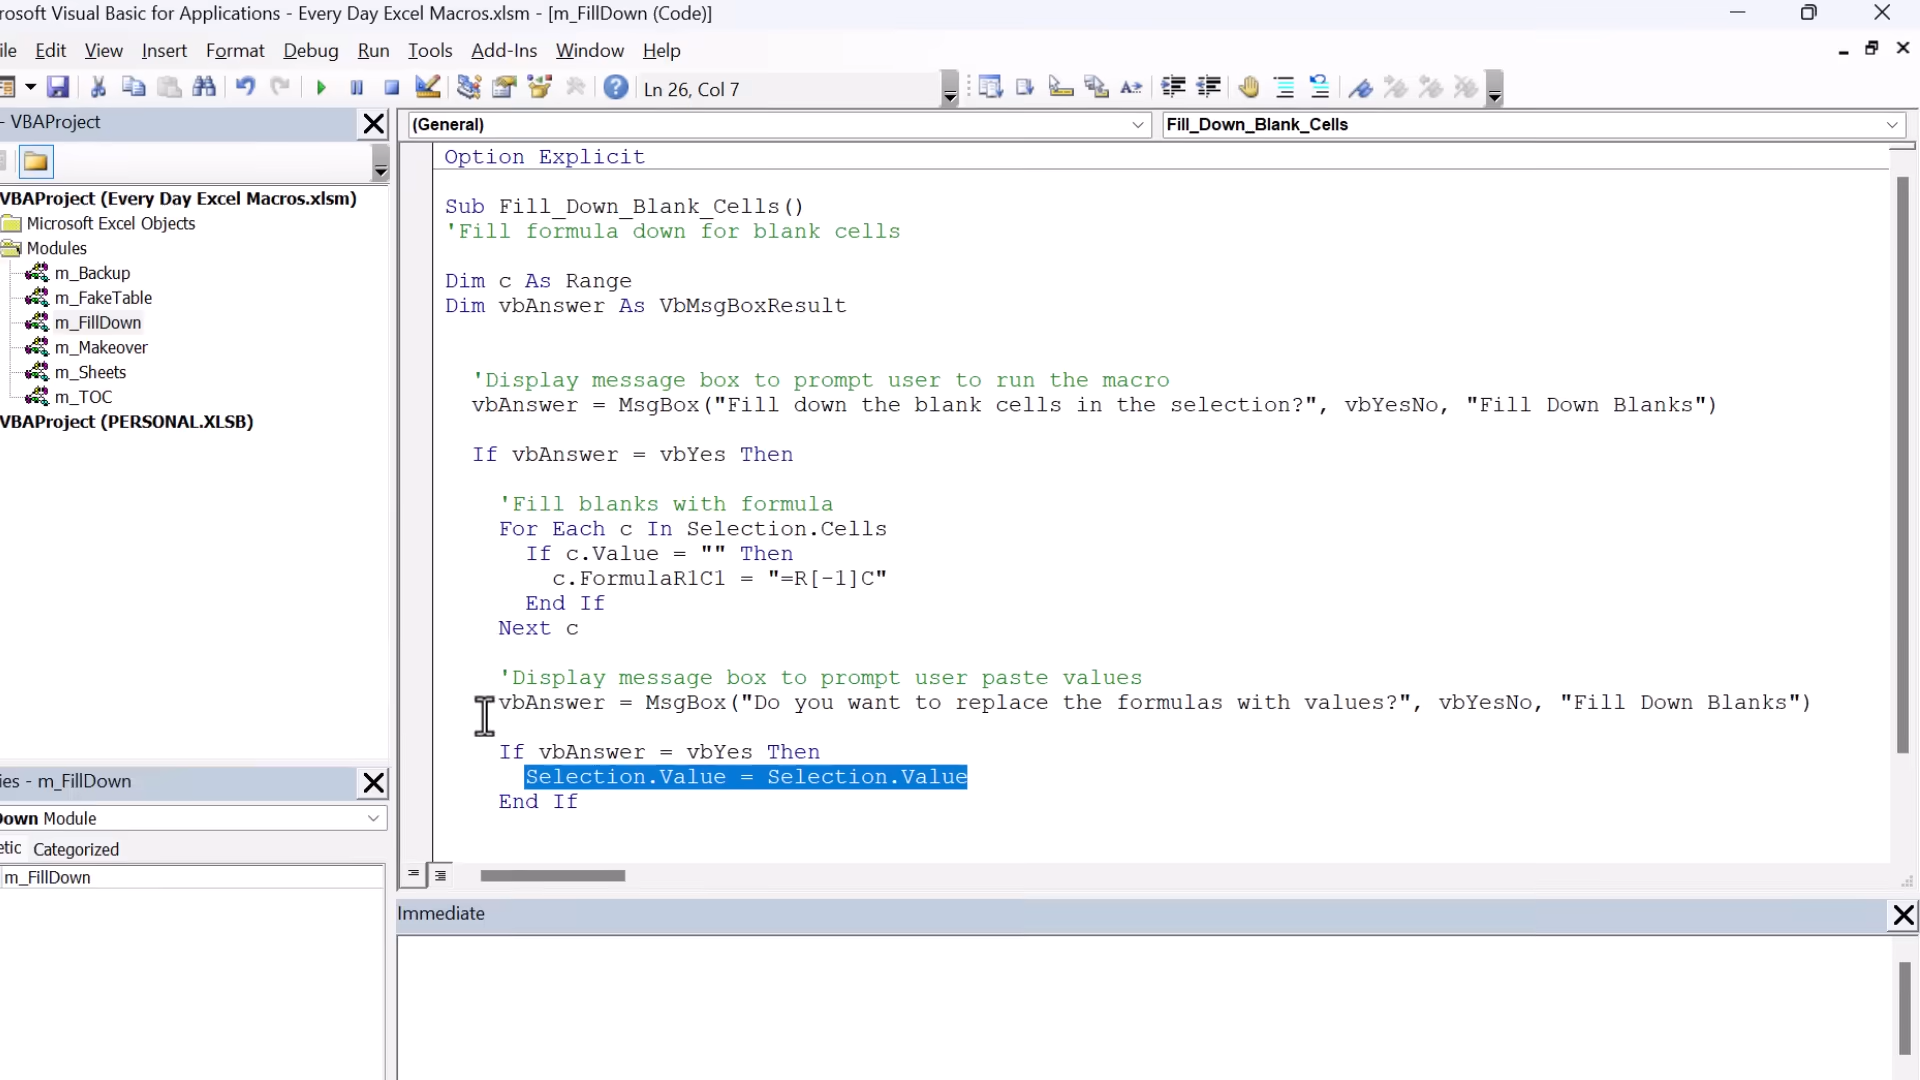 rosoft Visual Basic for Applications - Every Day Excel Macros.xlsm - [m_FillDown (Code)]
ile Edit View Insert Format Debug Run Tools Add-Ins Window Help
Ln 26, Col 7
- VBAProject
(General)
Fill_Down_Blank_Cells
VBAProject (Every Day Excel Macros.xlsm)
Microsoft Excel Objects
Modules
m_Backup
m_FakeTable
m_FillDown
m_Makeover
m_Sheets
m_TOC
VBAProject (PERSONAL.XLSB)
Option Explicit
Sub Fill_Down_Blank_Cells()
'Fill formula down for blank cells
Dim c As Range
Dim vbAnswer As VbMsgBoxResult
'Display message box to prompt user to run the macro
vbAnswer = MsgBox("Fill down the blank cells in the selection?", vbYesNo, "Fill Down Blanks")
If vbAnswer = vbYes Then
'Fill blanks with formula
For Each c In Selection.Cells
If c.Value = "" Then
c.FormulaR1C1 = "=R[-1]C"
End If
Next c
'Display message box to prompt user paste values
vbAnswer = MsgBox("Do you want to replace the formulas with values?", vbYesNo, "Fill Down Blanks")
If vbAnswer = vbYes Then
Selection.Value = Selection.Value
End If
ies - m_FillDown
Down Module
etic Categorized
m_FillDown
Immediate